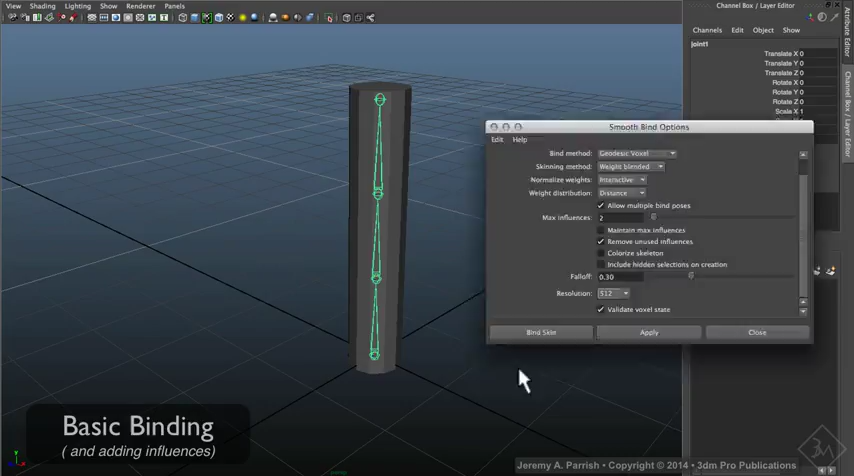 View Shading Lighting Show Renderer Panels
Channel Box / Layer Editor
Channels Edit Object Show
joint1
Translate X 0
Translate Y 0
Translate Z 0
Rotate X 0
Rotate Y 0
Rotate Z 0
Scale X 1
Attribute Editor
Channel Box / Layer Editor
Smooth Bind Options
Edit Help
Bind method: Geodesic Voxel
Skinning method: Weight blended
Normalize weights: Interactive
Weight distribution: Distance
Allow multiple bind poses
Max influences: 2
Maintain max influences
Remove unused influences
Colorize skeleton
Include hidden selections on creation
Falloff: 0.30
Resolution: 512
Validate voxel state
Bind Skin Apply Close
Basic Binding
( and adding influences)
persp
Jeremy A. Parrish • Copyright © 2014 • 3dm Pro Publications